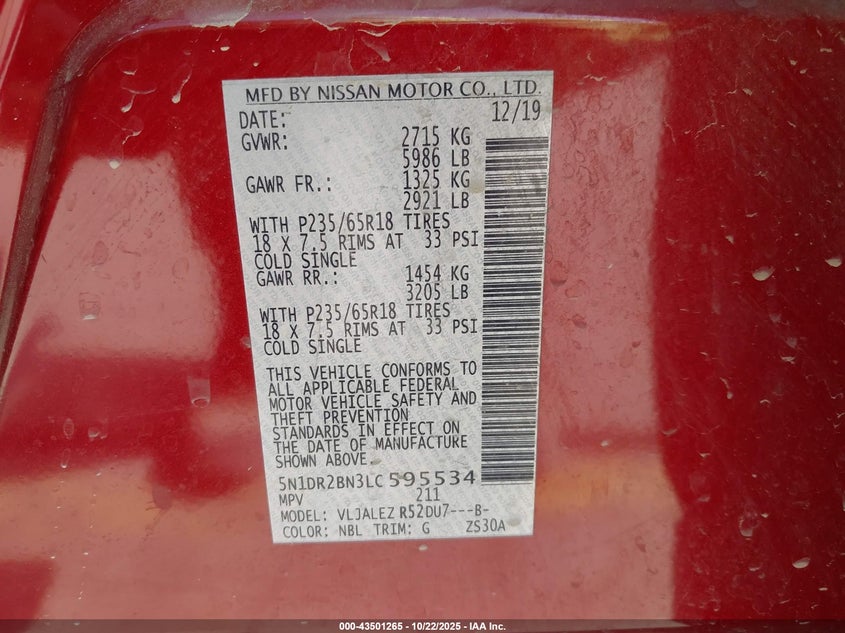 MFD BY NISSAN MOTOR CO., LTD.
DATE: 12/19
GVWR: 2715 KG
5986 LB
GAWR FR.: 1325 KG
2921 LB
WITH P235/65R18 TIRES
18 X 7.5 RIMS AT 33 PSI
COLD SINGLE
GAWR RR.: 1454 KG
3205 LB
WITH P235/65R18 TIRES
18 X 7.5 RIMS AT 33 PSI
COLD SINGLE
THIS VEHICLE CONFORMS TO
ALL APPLICABLE FEDERAL
MOTOR VEHICLE SAFETY AND
THEFT PREVENTION
STANDARDS IN EFFECT ON
THE DATE OF MANUFACTURE
SHOWN ABOVE.
5N1DR2BN3LC595534
MPV 211
MODEL: VLJALEZ R52DU7---B-
COLOR: NBL TRIM: G ZS30A
000-43501265 - 10/22/2025 - IAA Inc.